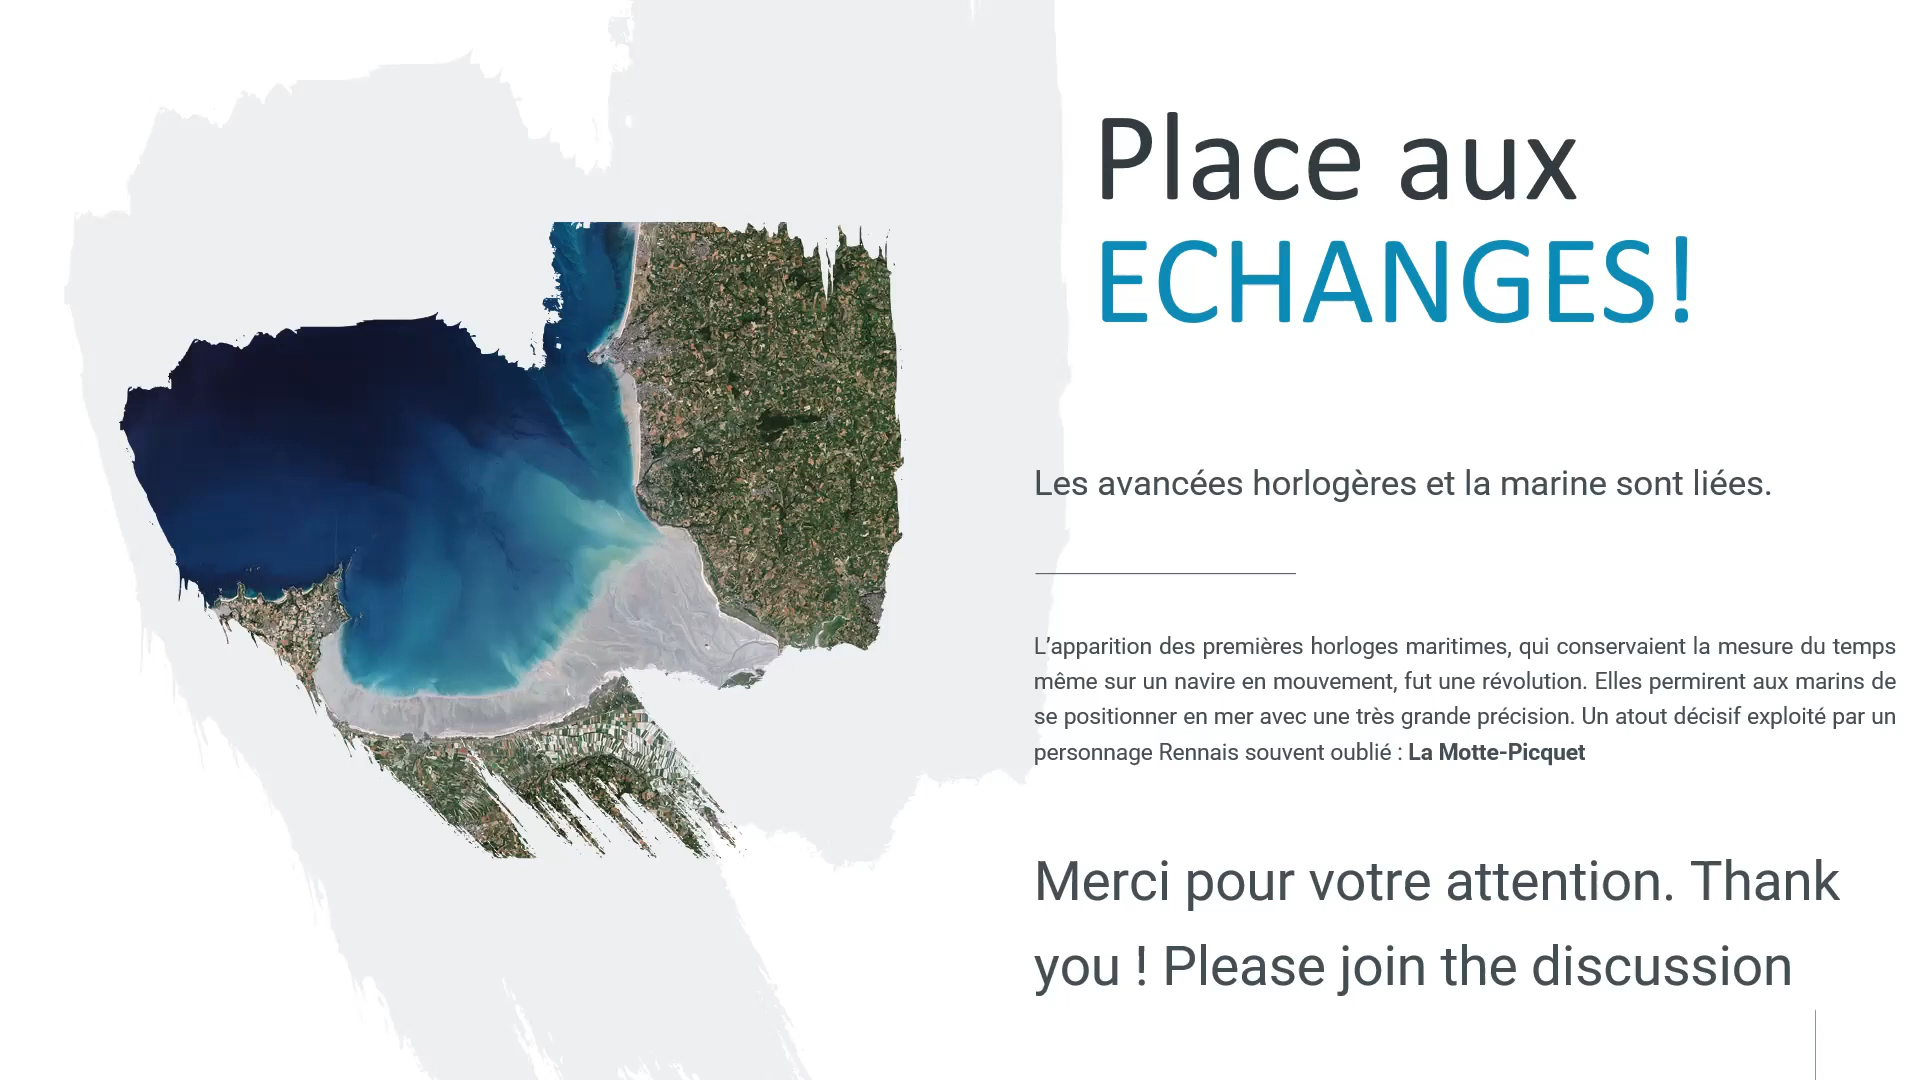 Place aux
ECHANGES!
Les avancées horlogères et la marine sont liées.
L’apparition des premières horloges maritimes, qui conservaient la mesure du temps
même sur un navire en mouvement, fut une révolution. Elles permirent aux marins de
se positionner en mer avec une très grande précision. Un atout décisif exploité par un
personnage Rennais souvent oublié : La Motte-Picquet
Merci pour votre attention. Thank
you ! Please join the discussion